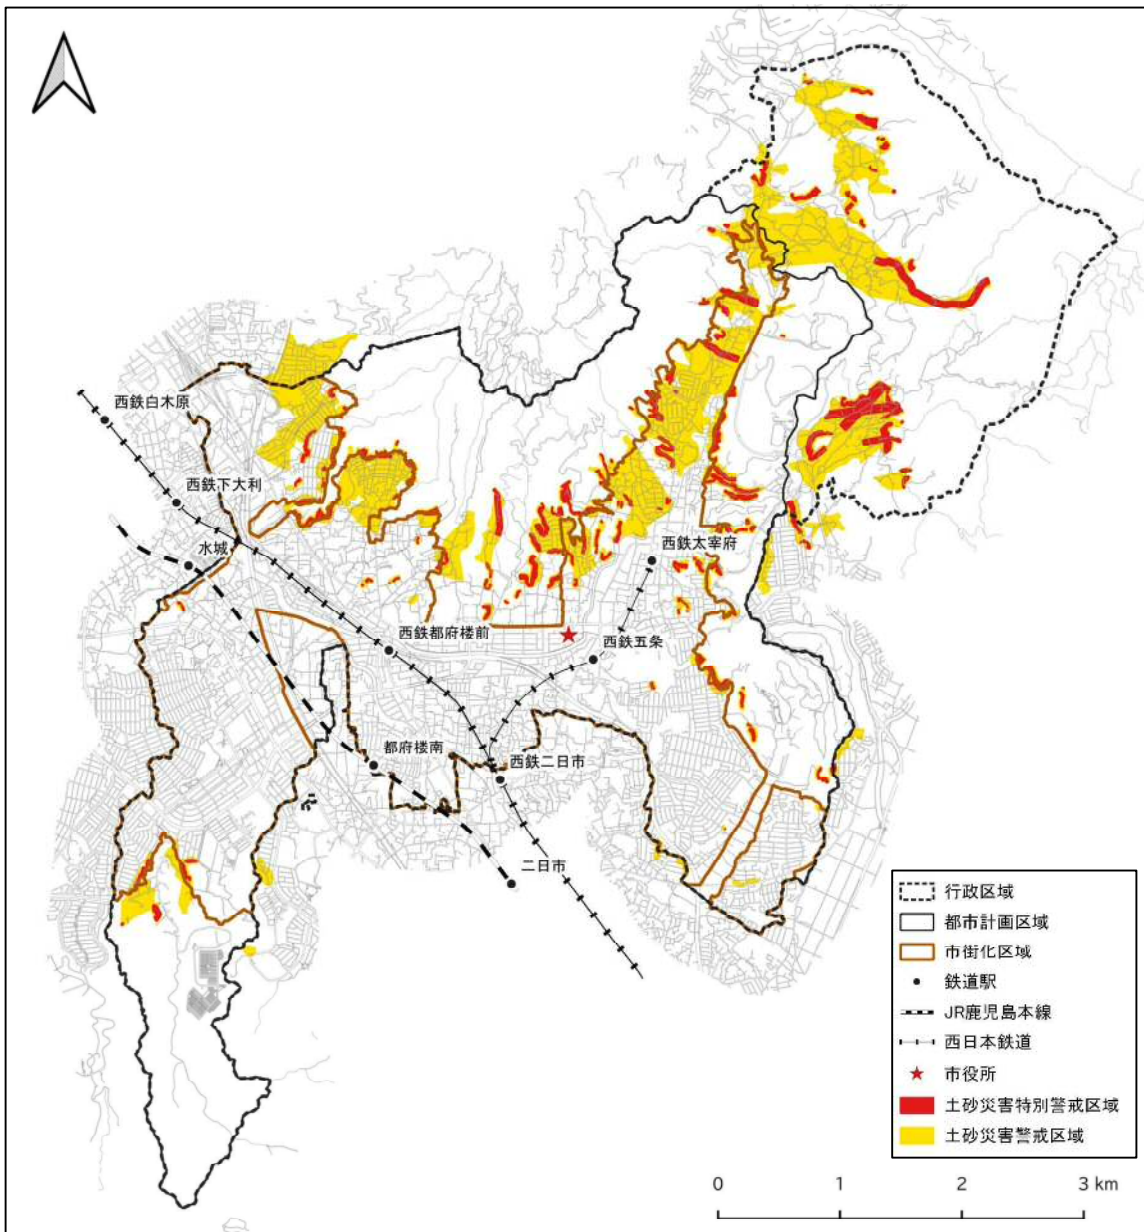 西鉄白木原
西鉄下大利
水城
西鉄太宰府
西鉄都府楼前
西鉄五条
都府楼南
西鉄二日市
二日市
行政区域
都市計画区域
市街化区域
鉄道駅
JR鹿児島本線
西日本鉄道
市役所
土砂災害特別警戒区域
土砂災害警戒区域
0 1 2 3 km